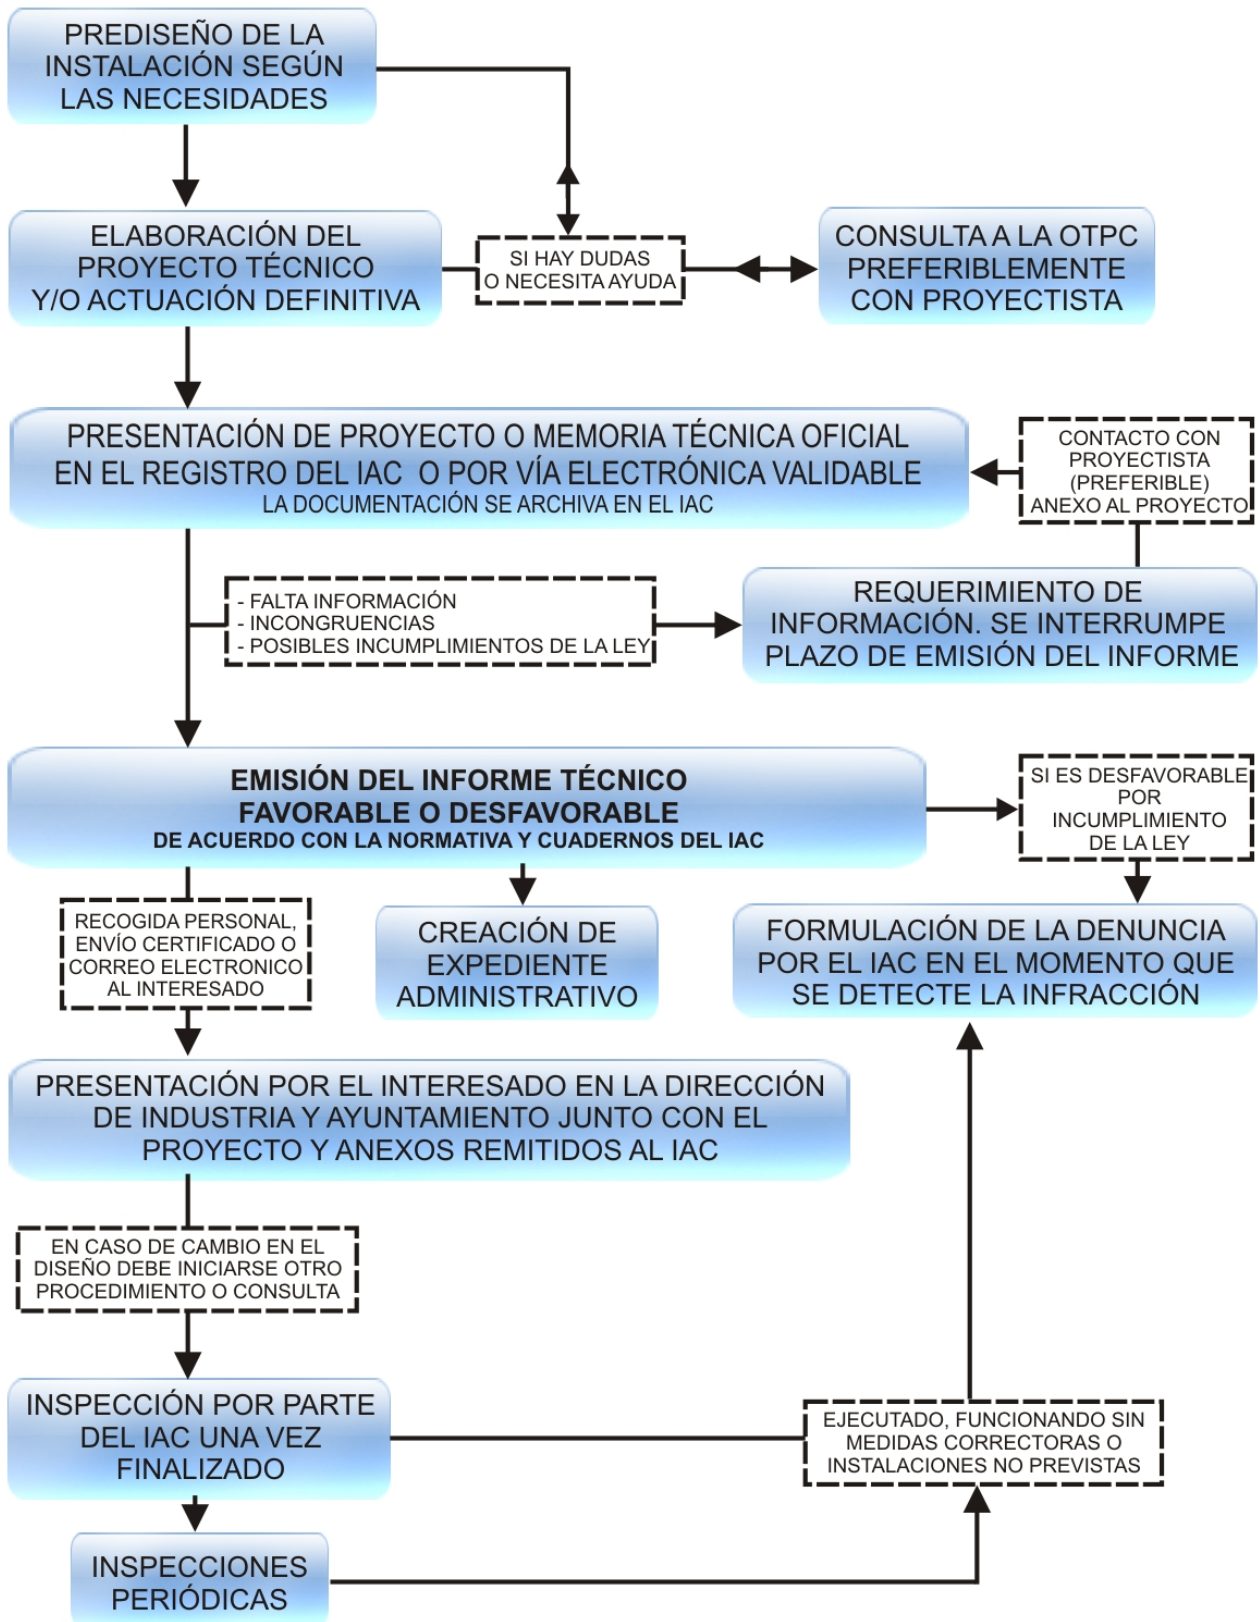 PREDISEÑO DE LA
INSTALACIÓN SEGÚN
LAS NECESIDADES
ELABORACIÓN DEL
PROYECTO TÉCNICO
Y/O ACTUACIÓN DEFINITIVA
SI HAY DUDAS
O NECESITA AYUDA
CONSULTA A LA OTPC
PREFERIBLEMENTE
CON PROYECTISTA
PRESENTACIÓN DE PROYECTO O MEMORIA TÉCNICA OFICIAL
EN EL REGISTRO DEL IAC O POR VÍA ELECTRÓNICA VALIDABLE
LA DOCUMENTACIÓN SE ARCHIVA EN EL IAC
CONTACTO CON
PROYECTISTA
(PREFERIBLE)
ANEXO AL PROYECTO
- FALTA INFORMACIÓN
- INCONGRUENCIAS
- POSIBLES INCUMPLIMIENTOS DE LA LEY
REQUERIMIENTO DE
INFORMACIÓN. SE INTERRUMPE
PLAZO DE EMISIÓN DEL INFORME
EMISIÓN DEL INFORME TÉCNICO
FAVORABLE O DESFAVORABLE
DE ACUERDO CON LA NORMATIVA Y CUADERNOS DEL IAC
SI ES DESFAVORABLE
POR
INCUMPLIMIENTO
DE LA LEY
RECOGIDA PERSONAL,
ENVÍO CERTIFICADO O
CORREO ELECTRONICO
AL INTERESADO
CREACIÓN DE
EXPEDIENTE
ADMINISTRATIVO
FORMULACIÓN DE LA DENUNCIA
POR EL IAC EN EL MOMENTO QUE
SE DETECTE LA INFRACCIÓN
PRESENTACIÓN POR EL INTERESADO EN LA DIRECCIÓN
DE INDUSTRIA Y AYUNTAMIENTO JUNTO CON EL
PROYECTO Y ANEXOS REMITIDOS AL IAC
EN CASO DE CAMBIO EN EL
DISEÑO DEBE INICIARSE OTRO
PROCEDIMIENTO O CONSULTA
INSPECCIÓN POR PARTE
DEL IAC UNA VEZ
FINALIZADO
EJECUTADO, FUNCIONANDO SIN
MEDIDAS CORRECTORAS O
INSTALACIONES NO PREVISTAS
INSPECCIONES
PERIÓDICAS